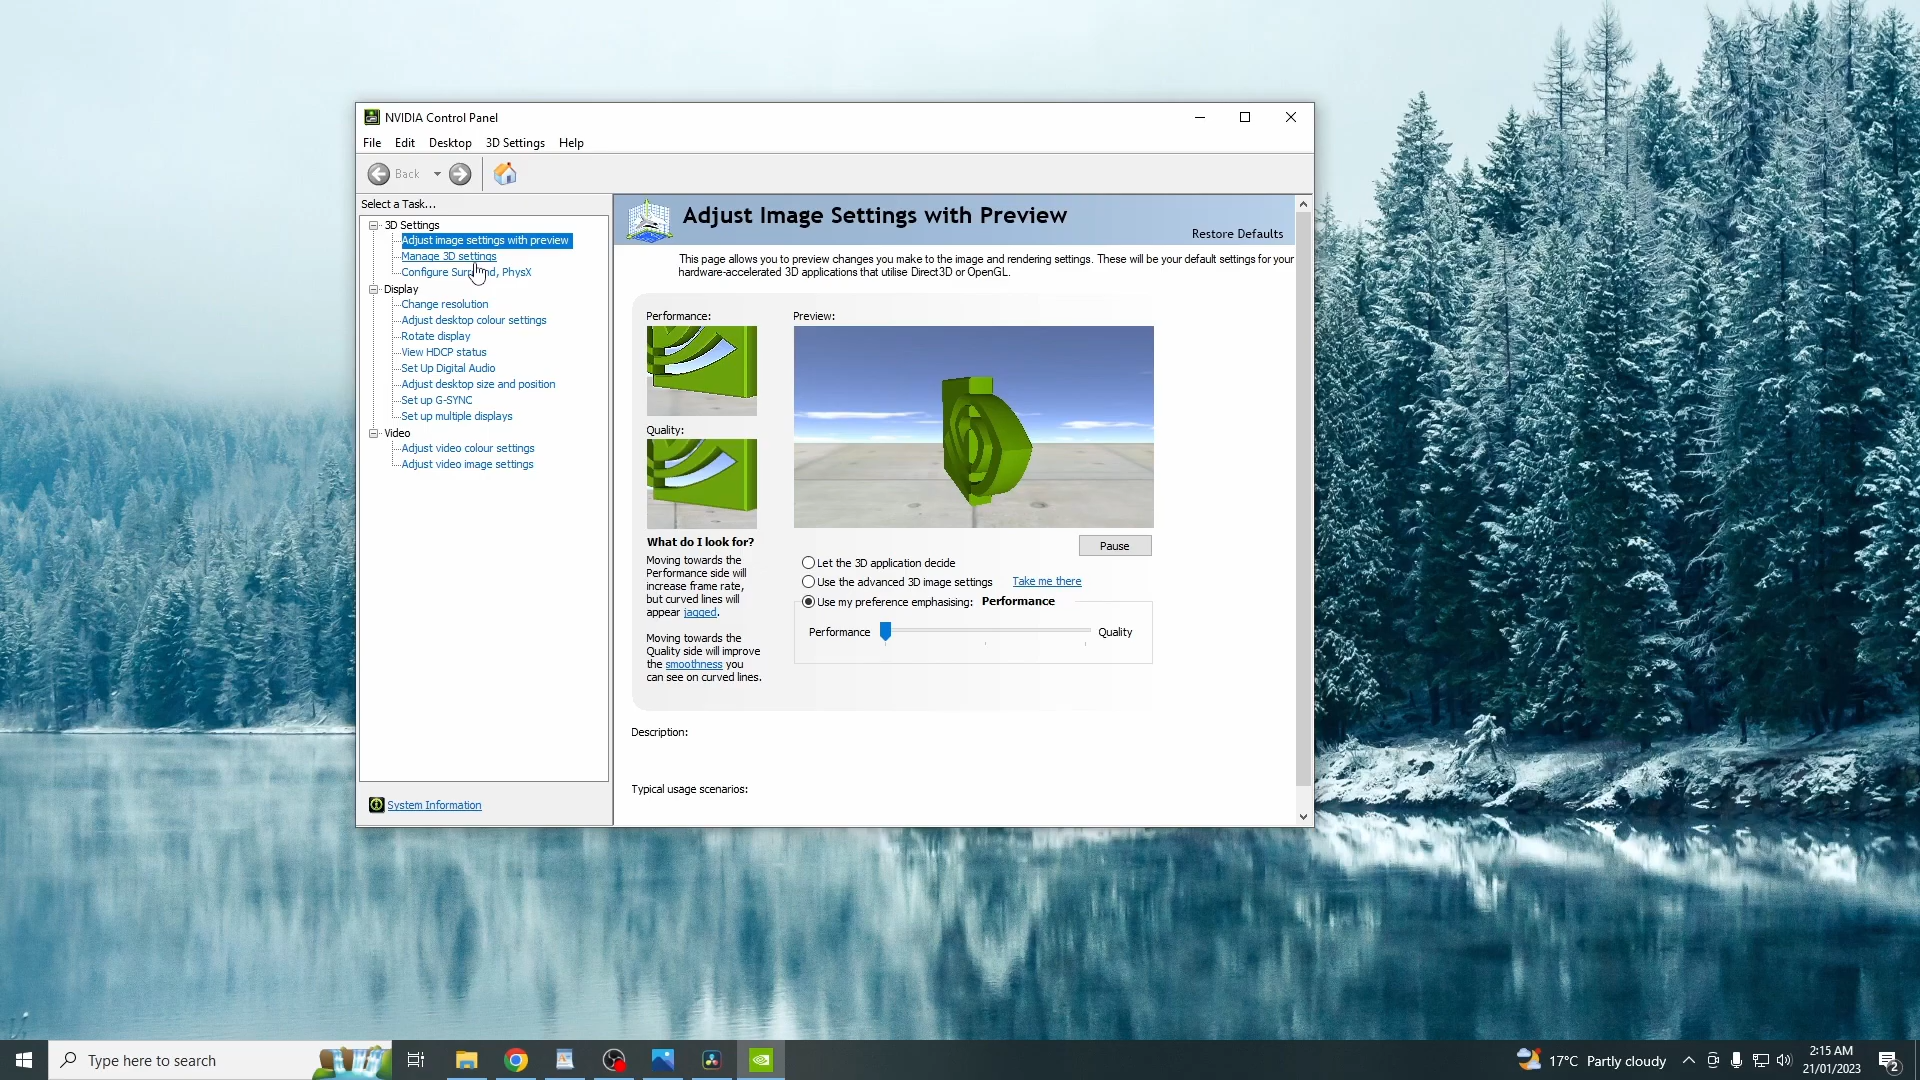 NVIDIA Control Panel
File Edit Desktop 3D Settings Help
Back
Select a Task...
3D Settings
Adjust image settings with preview
Manage 3D settings
Configure Surround, PhysX
Display
Change resolution
Adjust desktop colour settings
Rotate display
View HDCP status
Set Up Digital Audio
Adjust desktop size and position
Set up G-SYNC
Set up multiple displays
Video
Adjust video colour settings
Adjust video image settings
System Information
Adjust Image Settings with Preview
Restore Defaults
This page allows you to preview changes you make to the image and rendering settings. These will be your default settings for your
hardware-accelerated 3D applications that utilise Direct3D or OpenGL.
Performance:
Preview:
Quality:
What do I look for?
Moving towards the
Performance side will
increase frame rate,
but curved lines will
appear jagged.
Moving towards the
Quality side will improve
the smoothness you
can see on curved lines.
Pause
Let the 3D application decide
Use the advanced 3D image settings Take me there
Use my preference emphasising: Performance
Performance Quality
Description:
Typical usage scenarios:
Type here to search
17°C Partly cloudy
2:15 AM
21/01/2023
2